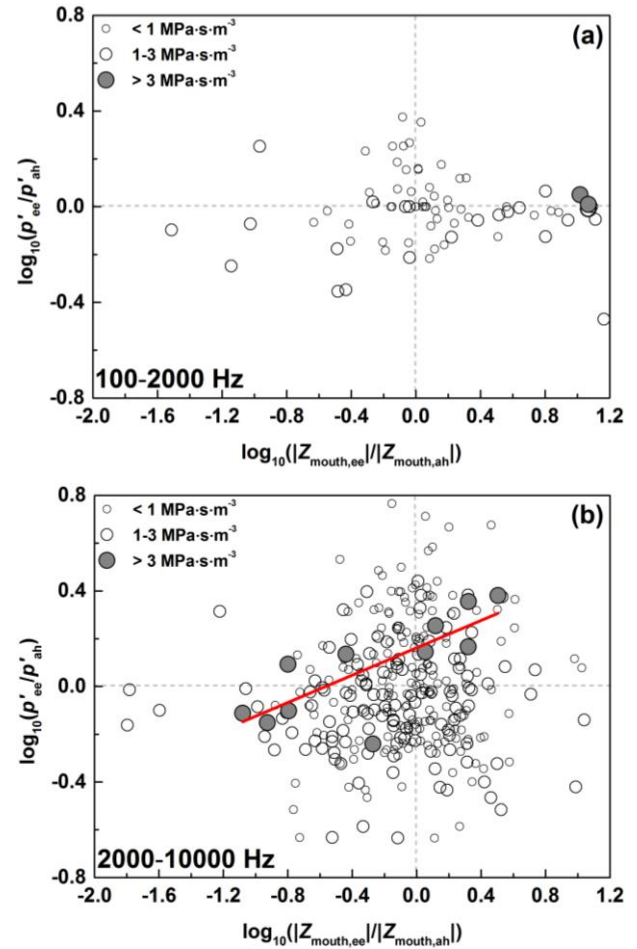 0.8
(a)
< 1 MPa·s·m⁻³
1-3 MPa·s·m⁻³
> 3 MPa·s·m⁻³
0.4
0.0
-0.4
-0.8
log₁₀(p'ee/p'ah)
100-2000 Hz
-2.0 -1.6 -1.2 -0.8 -0.4 0.0 0.4 0.8 1.2
log₁₀(|Zmouth,ee|/|Zmouth,ah|)
0.8
(b)
< 1 MPa·s·m⁻³
1-3 MPa·s·m⁻³
> 3 MPa·s·m⁻³
0.4
0.0
-0.4
-0.8
log₁₀(p'ee/p'ah)
2000-10000 Hz
-2.0 -1.6 -1.2 -0.8 -0.4 0.0 0.4 0.8 1.2
log₁₀(|Zmouth,ee|/|Zmouth,ah|)